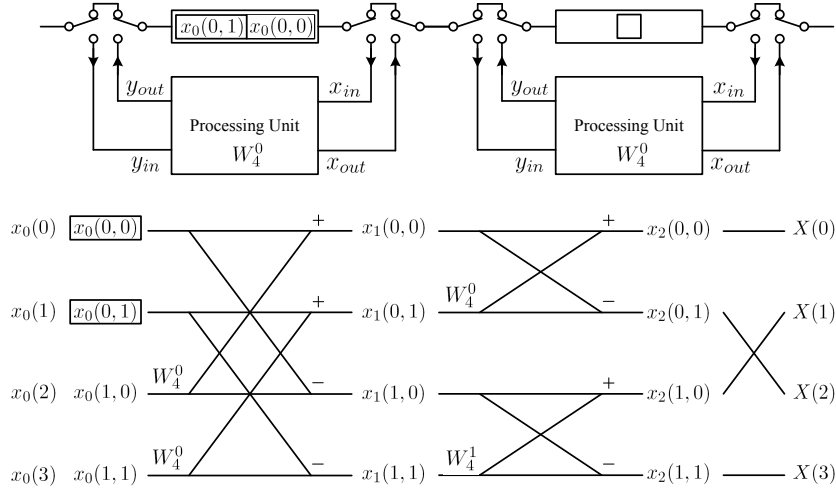 x_0(0,1) x_0(0,0)
y_out x_in y_out x_in
Processing Unit Processing Unit
W_4^0 W_4^0
y_in x_out y_in x_out
x_0(0) x_0(0,0) + x_1(0,0) + x_2(0,0) X(0)
W_4^0
x_0(1) x_0(0,1) + x_1(0,1) − x_2(0,1) X(1)
W_4^0
x_0(2) x_0(1,0) − x_1(1,0) + x_2(1,0) X(2)
W_4^0 W_4^1
x_0(3) x_0(1,1) − x_1(1,1) − x_2(1,1) X(3)